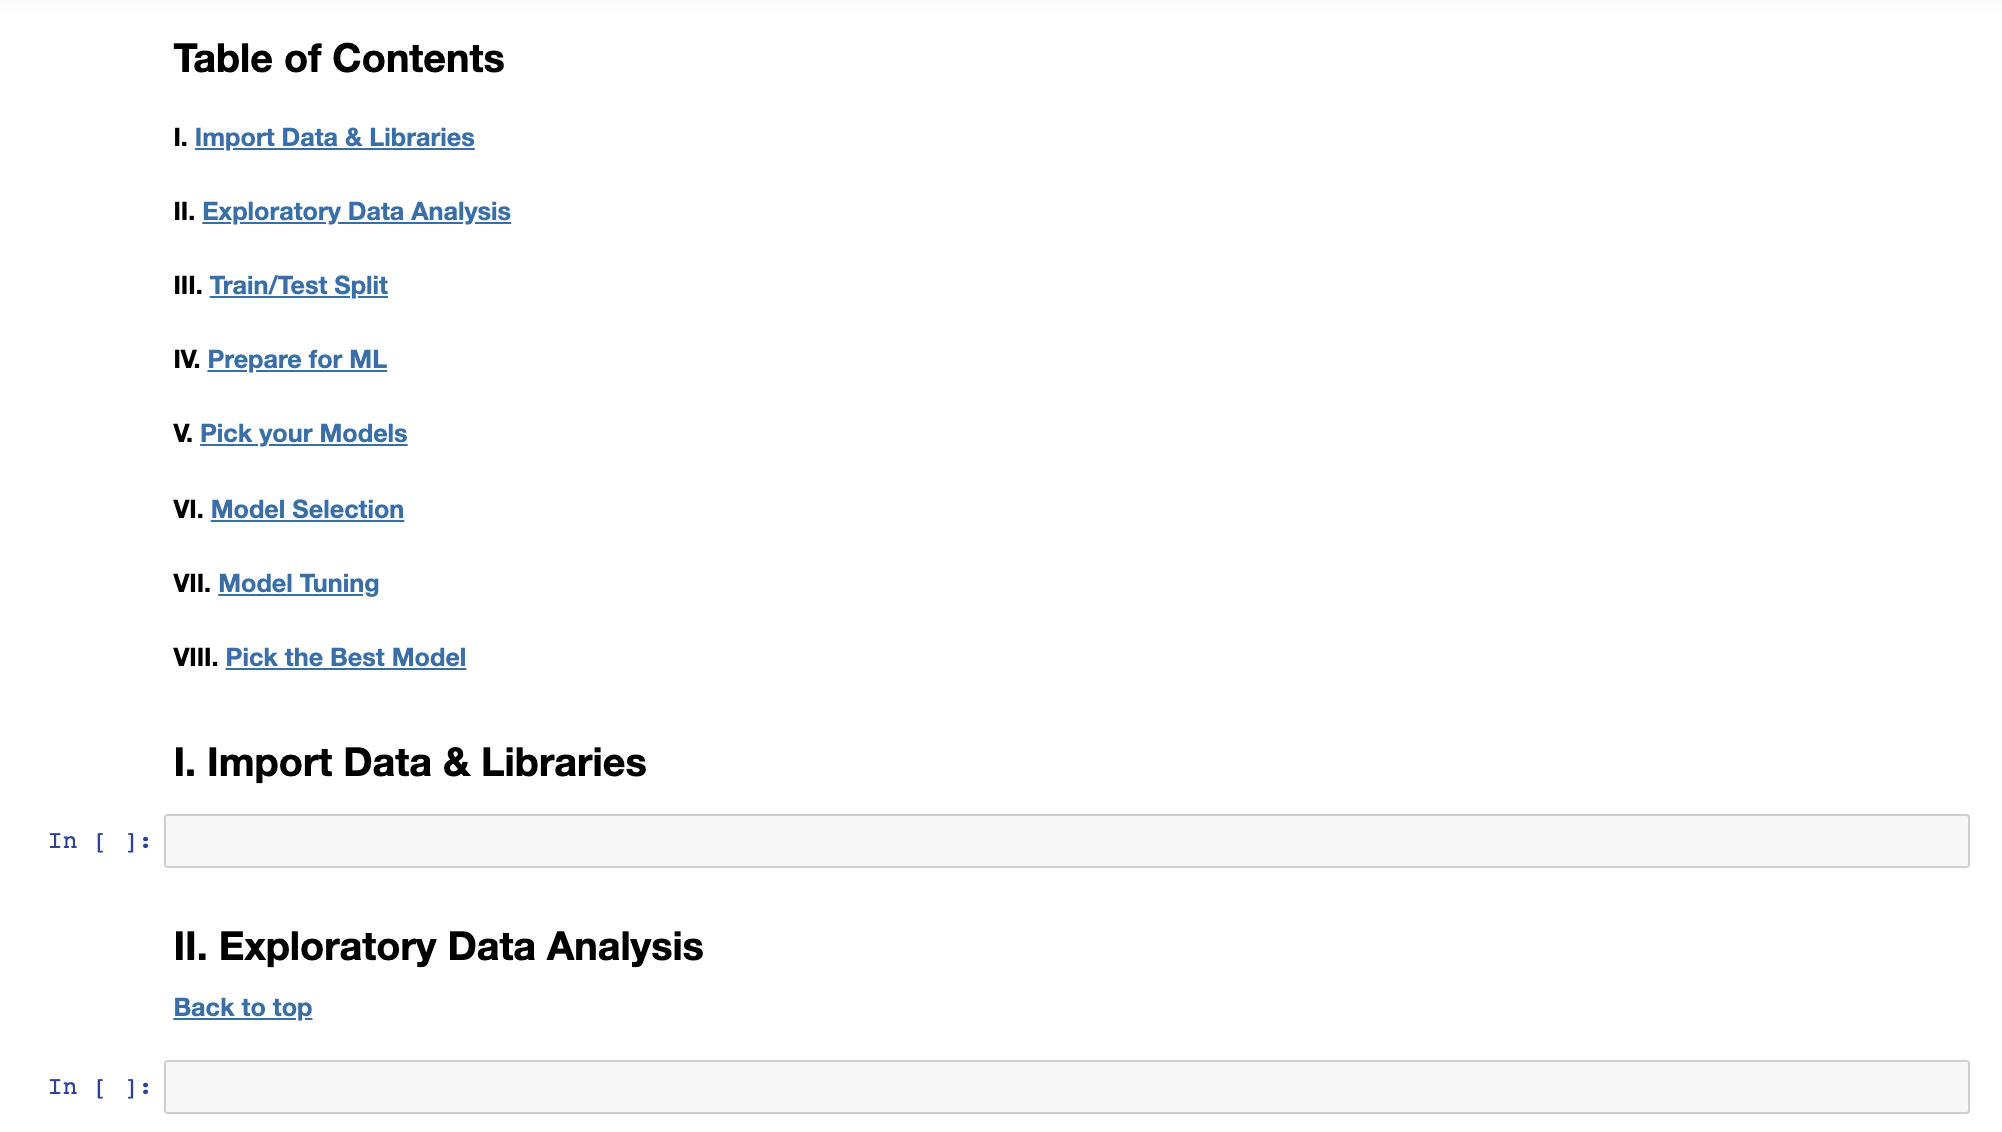 Table of Contents
I. Import Data & Libraries
II. Exploratory Data Analysis
III. Train/Test Split
IV. Prepare for ML
V. Pick your Models
VI. Model Selection
VII. Model Tuning
VIII. Pick the Best Model
I. Import Data & Libraries
In [ ]:
II. Exploratory Data Analysis
Back to top
In [ ]: